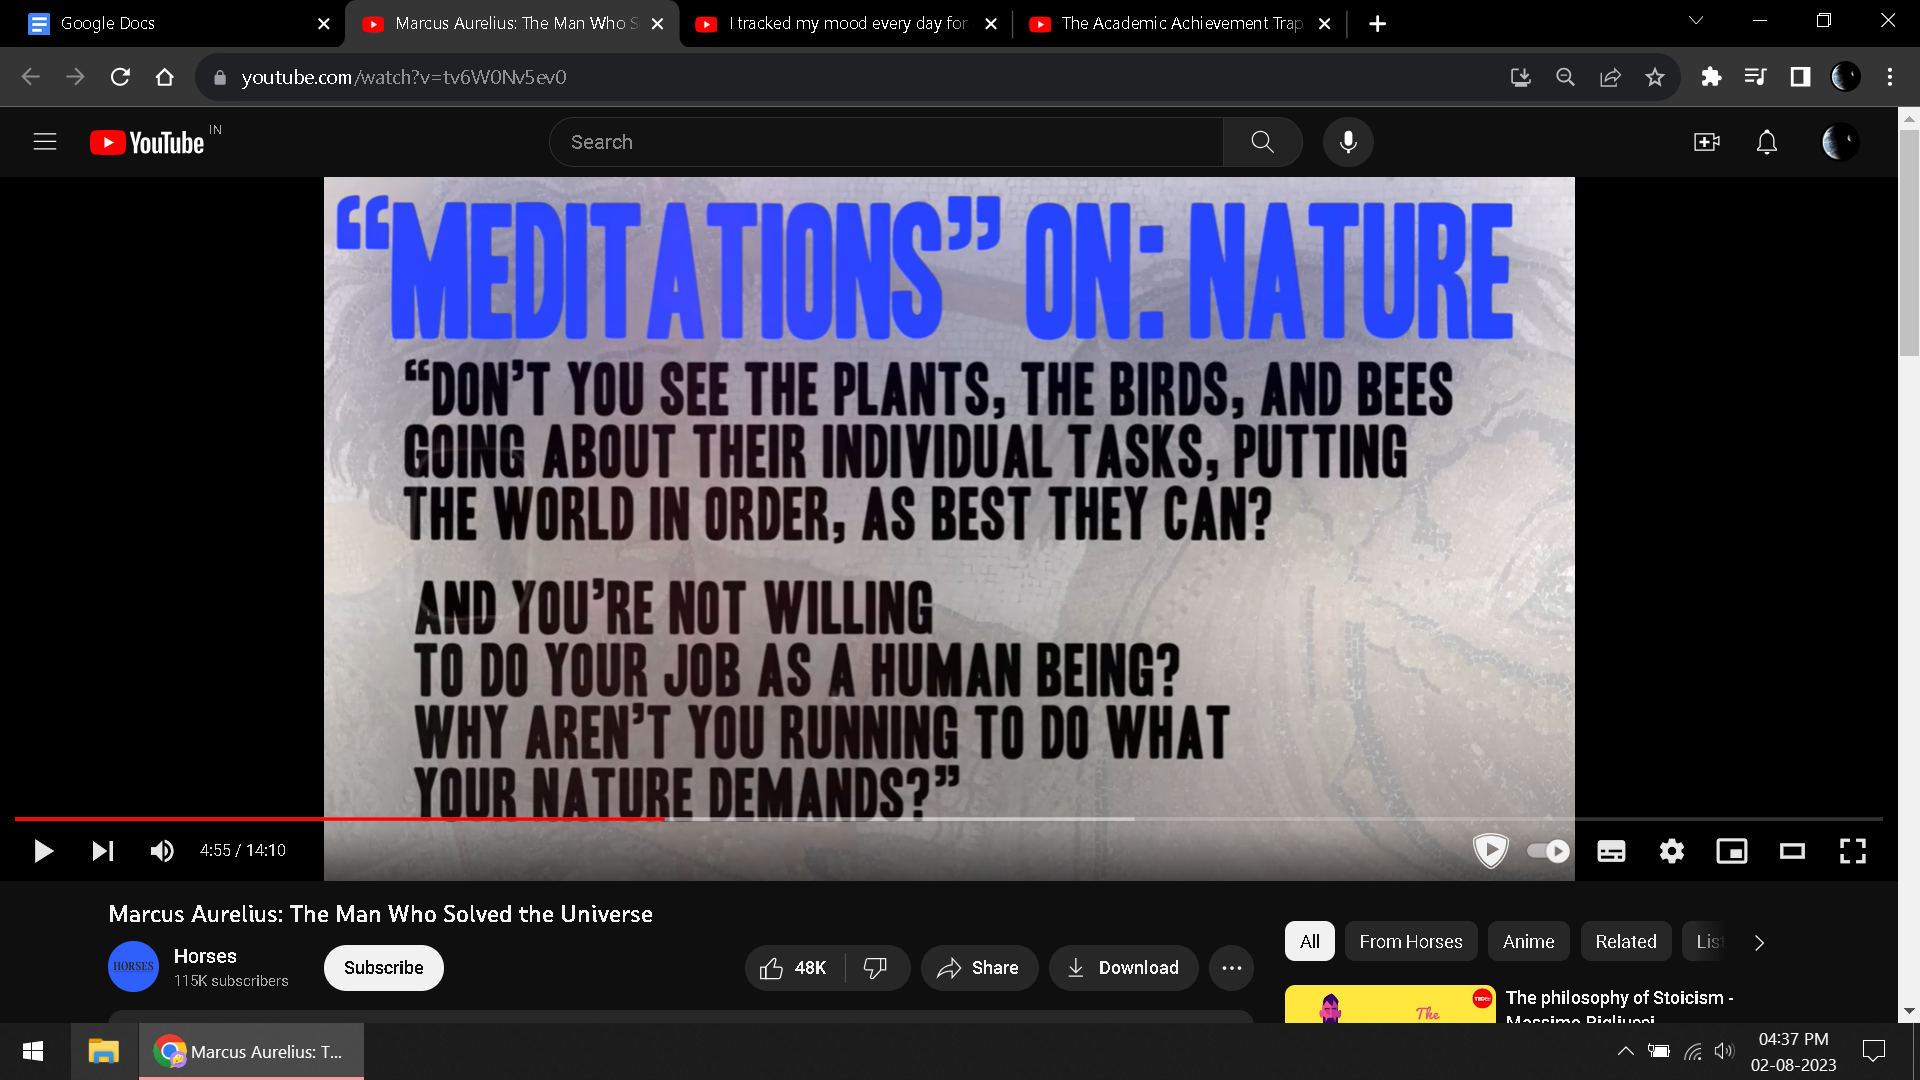 Google Docs
Marcus Aurelius: The Man Who S
I tracked my mood every day for
The Academic Achievement Trap
youtube.com/watch?v=tv6W0Nv5ev0
YouTube IN
Search
“MEDITATIONS” ON: NATURE
“DON’T YOU SEE THE PLANTS, THE BIRDS, AND BEES
GOING ABOUT THEIR INDIVIDUAL TASKS, PUTTING
THE WORLD IN ORDER, AS BEST THEY CAN?
AND YOU’RE NOT WILLING
TO DO YOUR JOB AS A HUMAN BEING?
WHY AREN’T YOU RUNNING TO DO WHAT
YOUR NATURE DEMANDS?”
4:55 / 14:10
Marcus Aurelius: The Man Who Solved the Universe
HORSES
Horses
115K subscribers
Subscribe
48K
Share
Download
All
From Horses
Anime
Related
List
The
The philosophy of Stoicism -
Massimo Pigliucci
Marcus Aurelius: T...
04:37 PM
02-08-2023